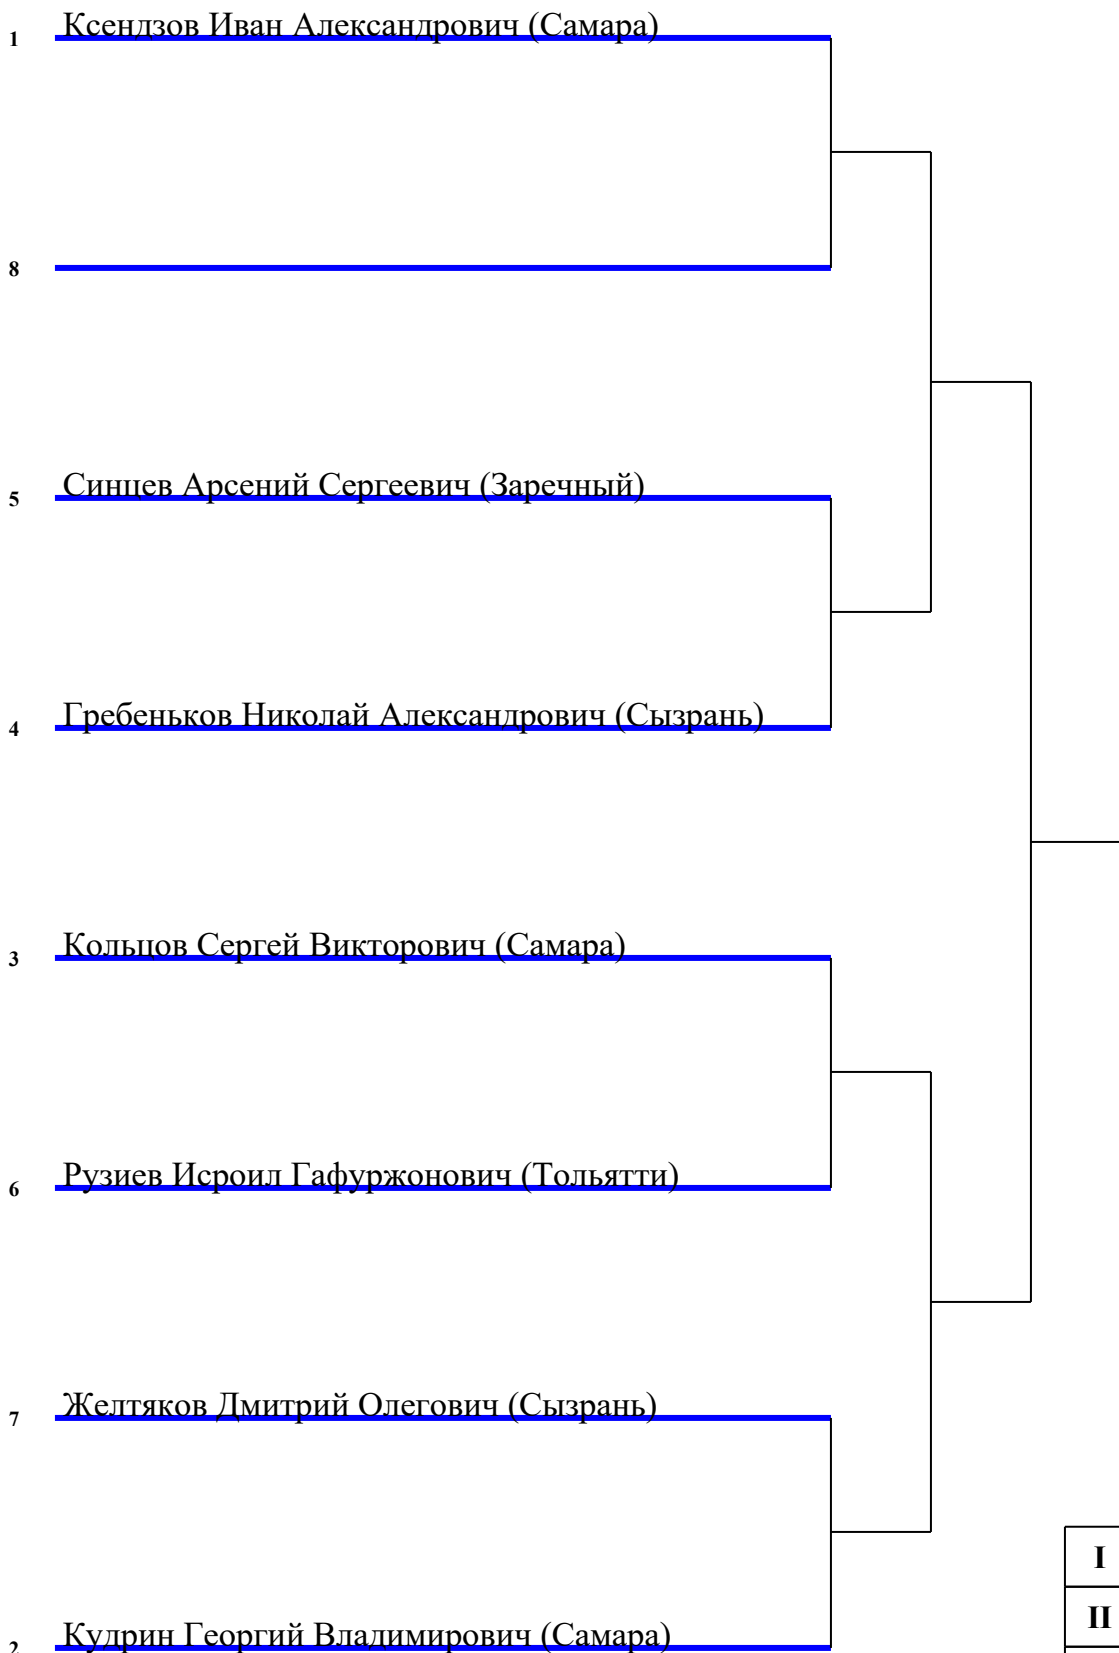 1 Ксендзов Иван Александрович (Самара)
8
5 Синцев Арсений Сергеевич (Заречный)
4 Гребеньков Николай Александрович (Сызрань)
3 Кольцов Сергей Викторович (Самара)
6 Рузиев Исроил Гафуржонович (Тольятти)
7 Желтяков Дмитрий Олегович (Сызрань)
I
II
2 Кудрин Георгий Владимирович (Самара)